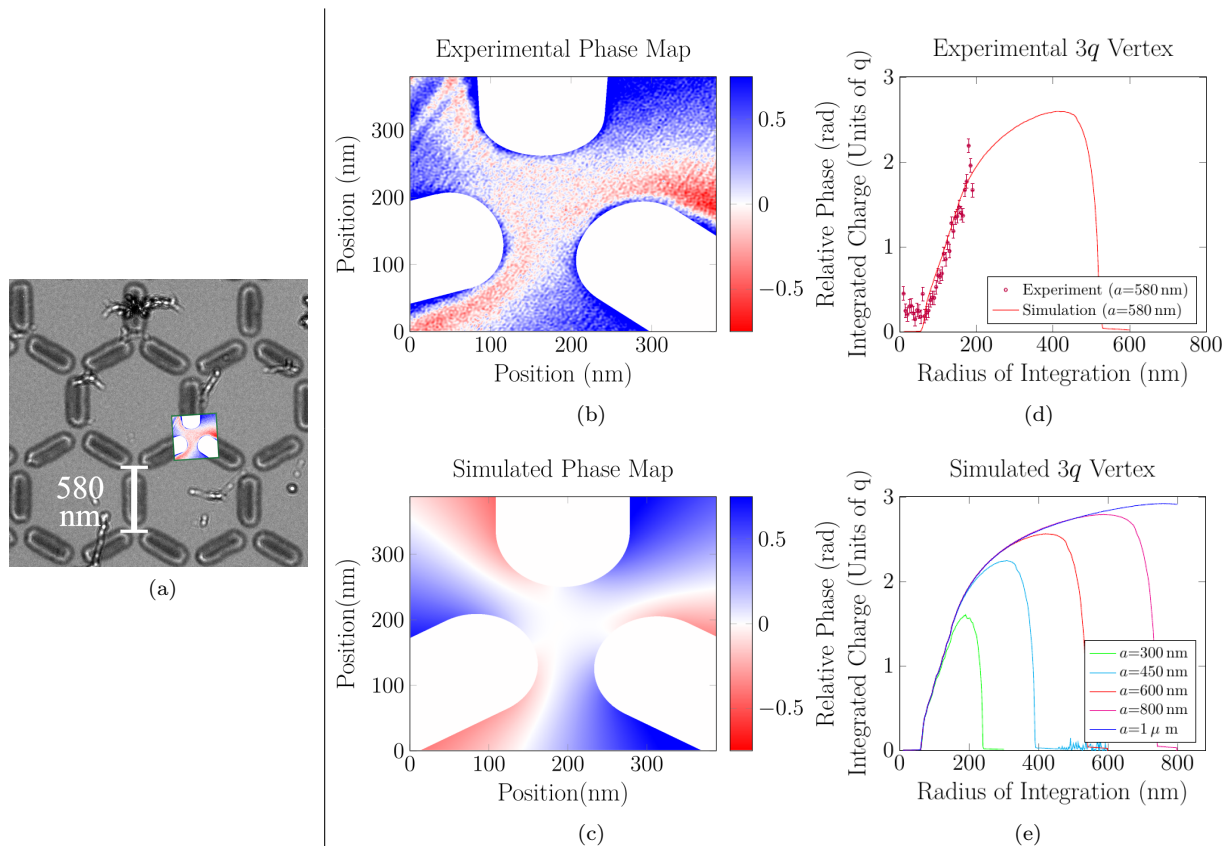 580
nm
(a)
Experimental Phase Map
Position (nm)
300
200
100
0
0 100 200 300
Position (nm)
0.5
0
−0.5
Relative Phase (rad)
(b)
Experimental 3q Vertex
Integrated Charge (Units of q)
3
2
1
0
0 200 400 600 800
Radius of Integration (nm)
Experiment (a=580 nm)
Simulation (a=580 nm)
(d)
Simulated Phase Map
Position(nm)
300
200
100
0
0 100 200 300
Position(nm)
0.5
0
−0.5
Relative Phase (rad)
(c)
Simulated 3q Vertex
Integrated Charge (Units of q)
3
2
1
0
0 200 400 600 800
Radius of Integration (nm)
a=300 nm
a=450 nm
a=600 nm
a=800 nm
a=1 μ m
(e)